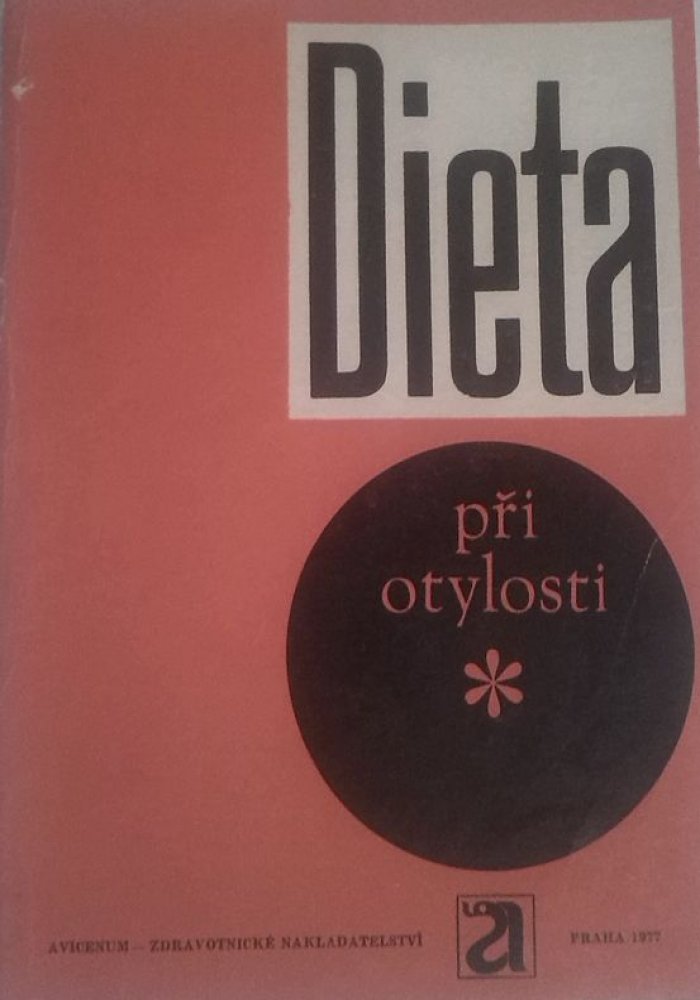 Dieta
při
otylosti
*
AVICENUM — ZDRAVOTNICKÉ NAKLADATELSTVÍ
PRAHA 1977